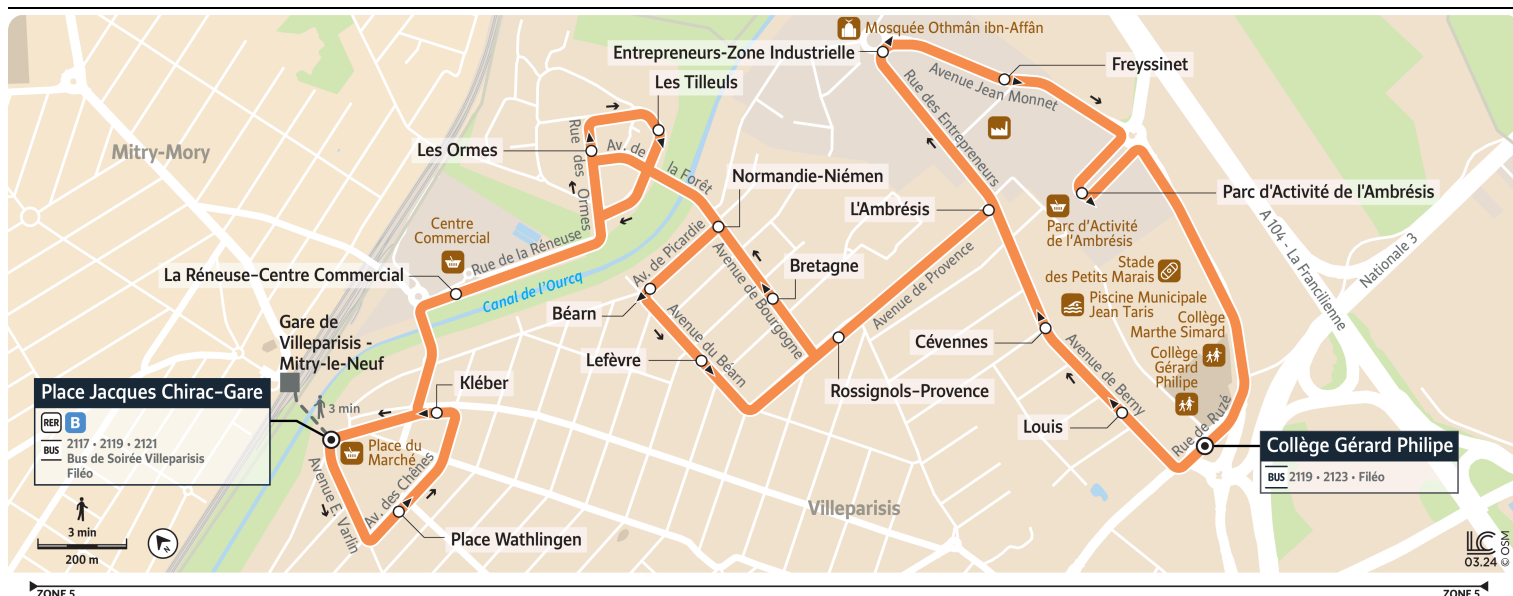 Mosquée Othmân ibn-Affân
Entrepreneurs-Zone Industrielle
Freyssinet
Les Tilleuls
Avenue Jean Monnet
Rue des Entrepreneurs
Mitry-Mory
Les Ormes
Rue des Ormes
Av. de la Forêt
Normandie-Niémen
L'Ambrésis
Parc d'Activité de l'Ambrésis
Parc d'Activité
de l'Ambrésis
A 104 - La Francilienne
Nationale 3
Centre
Commercial
Rue de la Réneuse
La Réneuse-Centre Commercial
Canal de l'Ourcq
Av. de Picardie
Avenue de Bourgogne
Bretagne
Avenue de Provence
Stade
des Petits Marais
Piscine Municipale
Jean Taris
Collège
Marthe Simard
Collège
Gérard
Philipe
Béarn
Avenue du Béarn
Lefèvre
Cévennes
Avenue de Berny
Rossignols-Provence
Louis
Rue de Ruzé
Gare de
Villeparisis -
Mitry-le-Neuf
3 min
Kléber
Place Jacques Chirac-Gare
RER B
BUS 2117 • 2119 • 2121
Bus de Soirée Villeparisis
Filéo
Place du
Marché
Avenue E. Varlin
Av. des Chênes
Place Wathlingen
Villeparisis
Collège Gérard Philipe
BUS 2119 • 2123 • Filéo
3 min
200 m
N
LC
03.24
© OSM
ZONE 5
ZONE 5